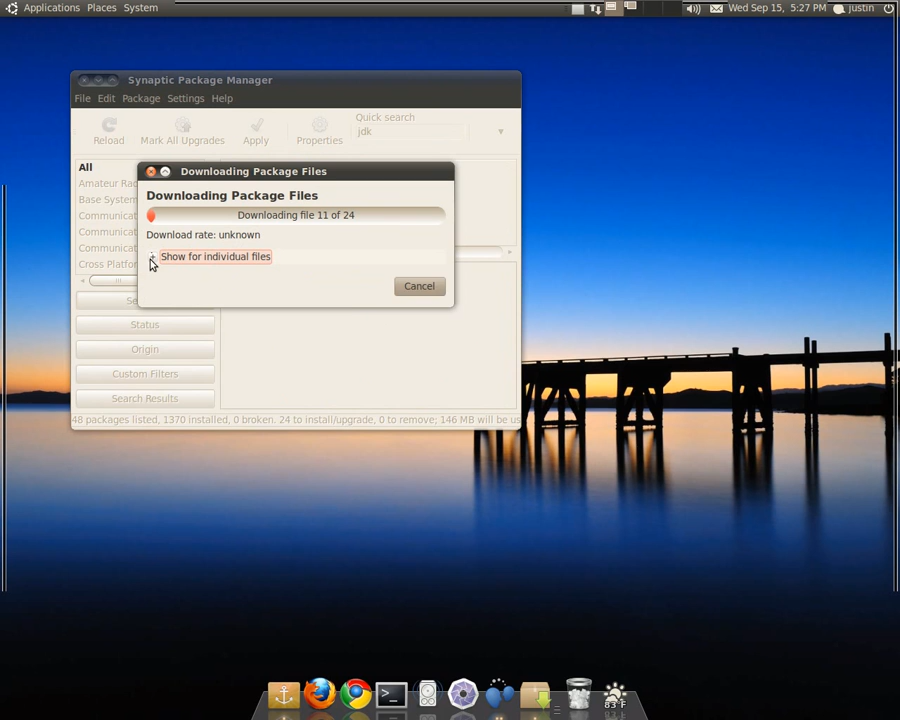 Applications Places System
Wed Sep 15, 5:27 PM justin
Synaptic Package Manager
File Edit Package Settings Help
Reload Mark All Upgrades Apply Properties
Quick search
jdk
All
Amateur Ra
Base System
Communicat
Communicat
Communicat
Cross Platfor
Downloading Package Files
Downloading Package Files
Downloading file 11 of 24
Download rate: unknown
Show for individual files
Cancel
Se
Status
Origin
Custom Filters
Search Results
48 packages listed, 1370 installed, 0 broken. 24 to install/upgrade, 0 to remove; 146 MB will be us
>_
83°F